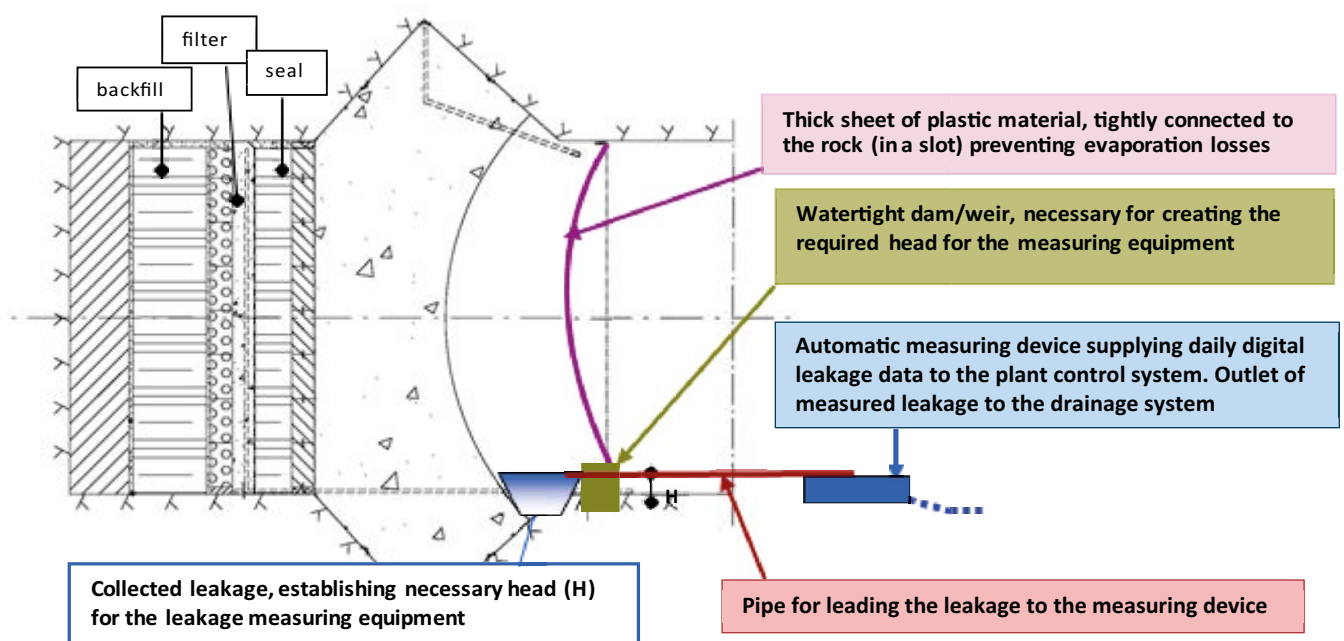 filter
seal
backfill
Thick sheet of plastic material, tightly connected to
the rock (in a slot) preventing evaporation losses
Watertight dam/weir, necessary for creating the
required head for the measuring equipment
Automatic measuring device supplying daily digital
leakage data to the plant control system. Outlet of
measured leakage to the drainage system
H
Collected leakage, establishing necessary head (H)
for the leakage measuring equipment
Pipe for leading the leakage to the measuring device